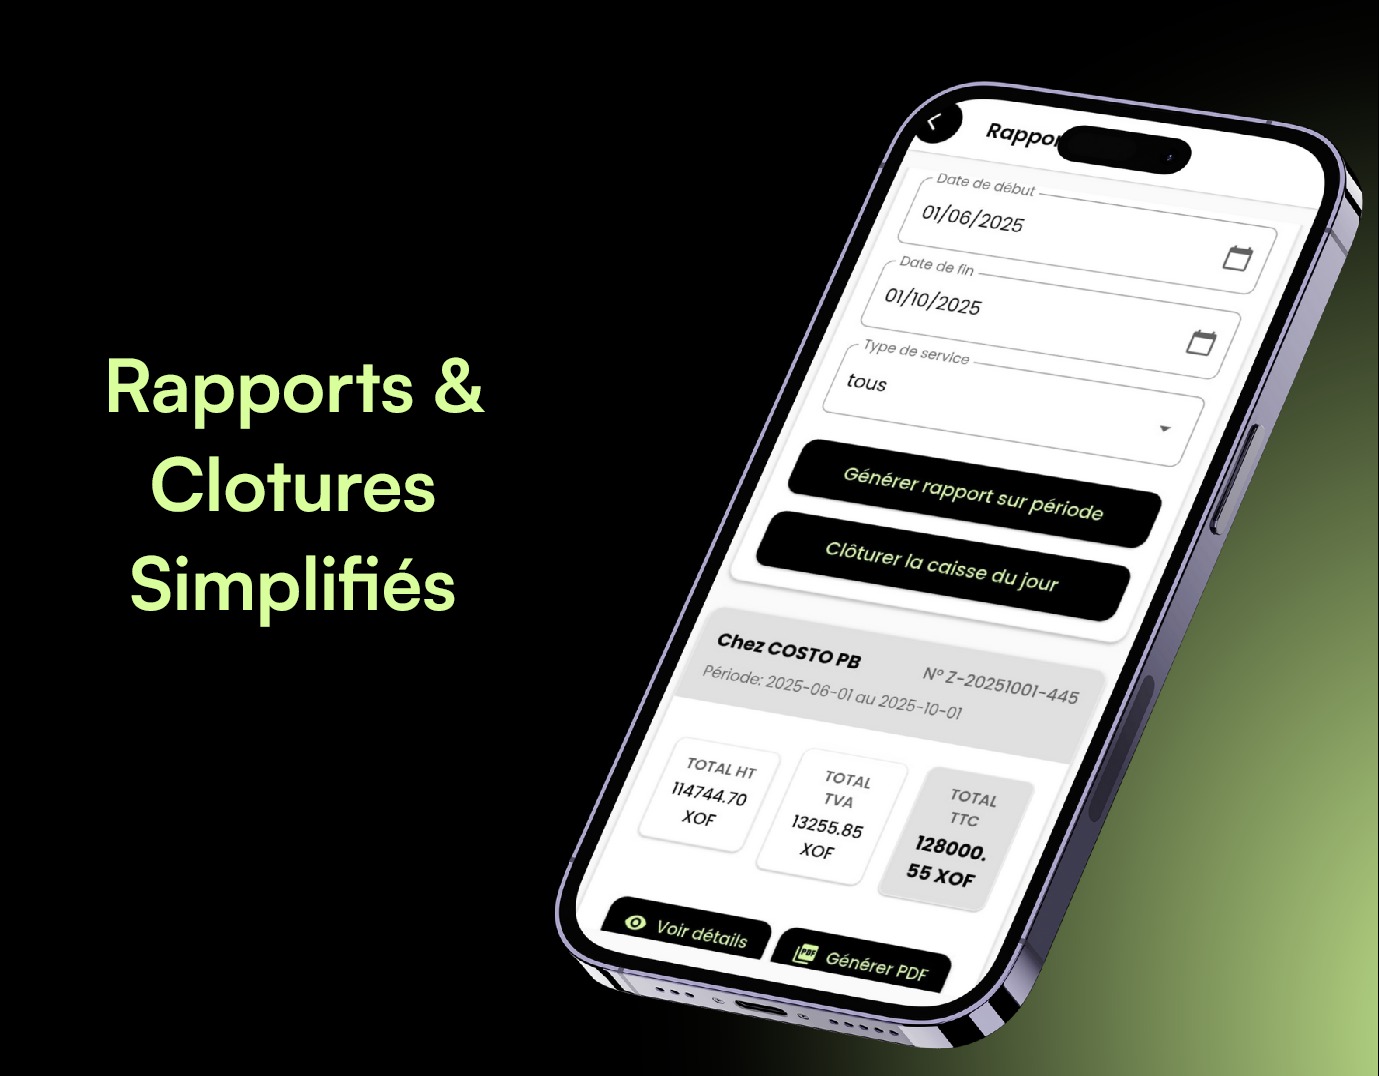 Rapports &
Clotures
Simplifiés
Rappor
Date de début
01/06/2025
Date de fin
01/10/2025
Type de service
tous
Générer rapport sur période
Clôturer la caisse du jour
Chez COSTO PB
N° Z-20251001-445
Période: 2025-06-01 au 2025-10-01
TOTAL HT
114744.70
XOF
TOTAL
TVA
13255.85
XOF
TOTAL
TTC
128000.
55 XOF
Voir détails
PDF
Générer PDF